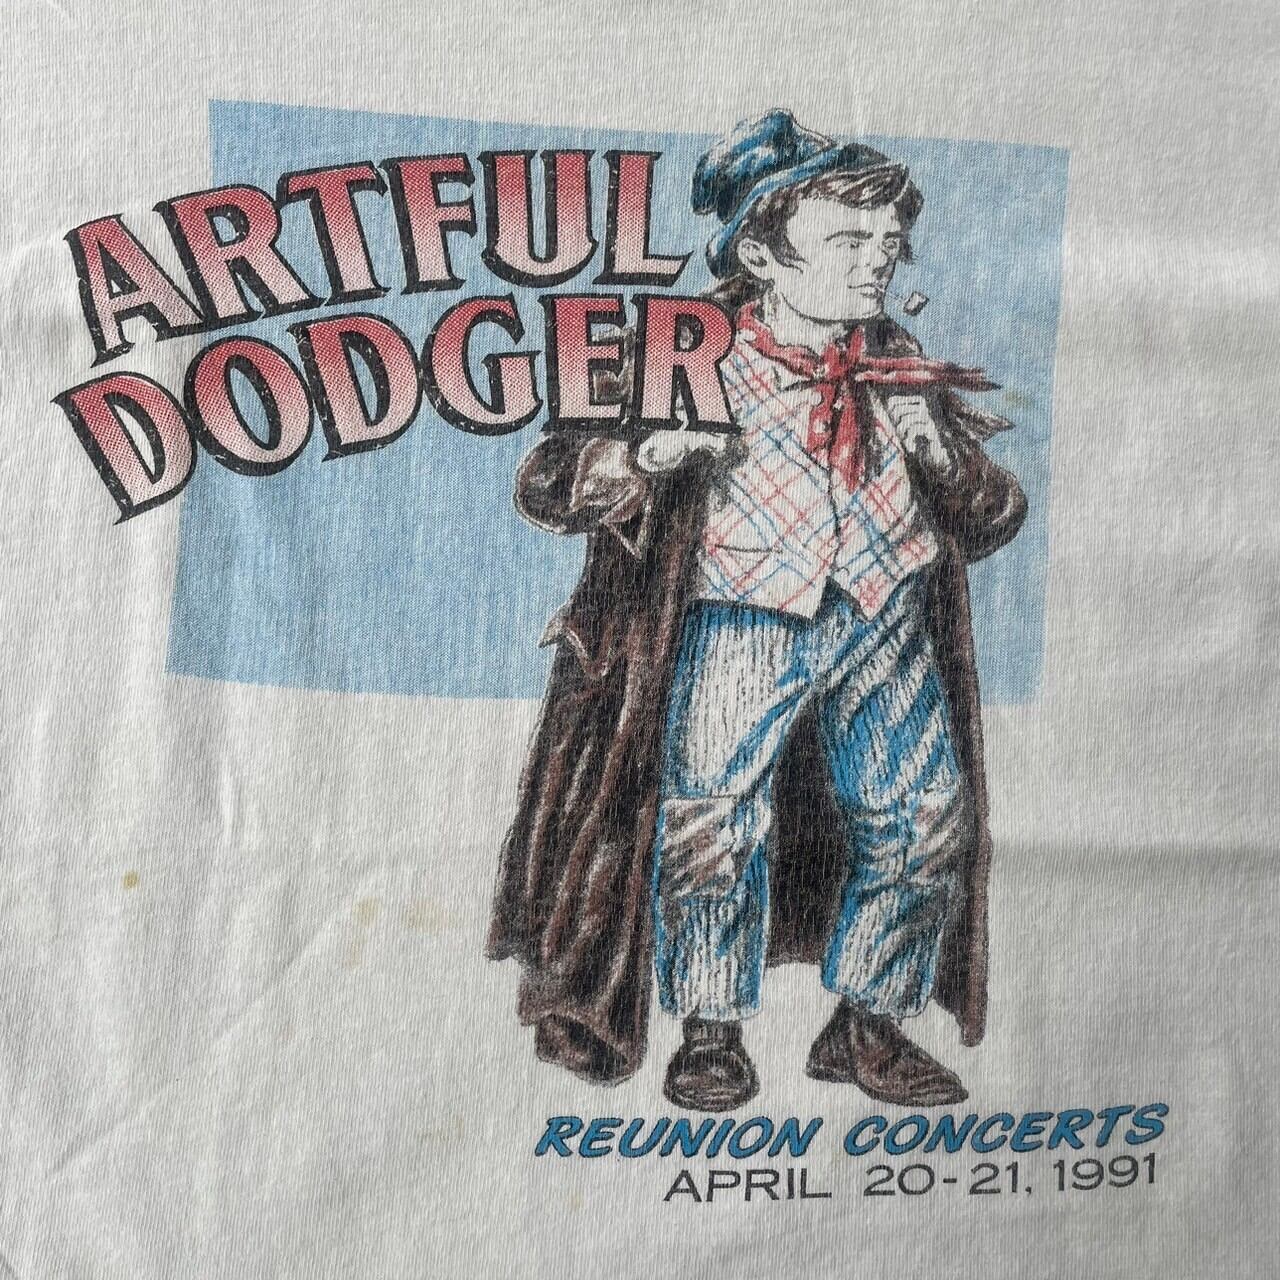 ARTFUL
DODGER
REUNION CONCERTS
APRIL 20-21, 1991